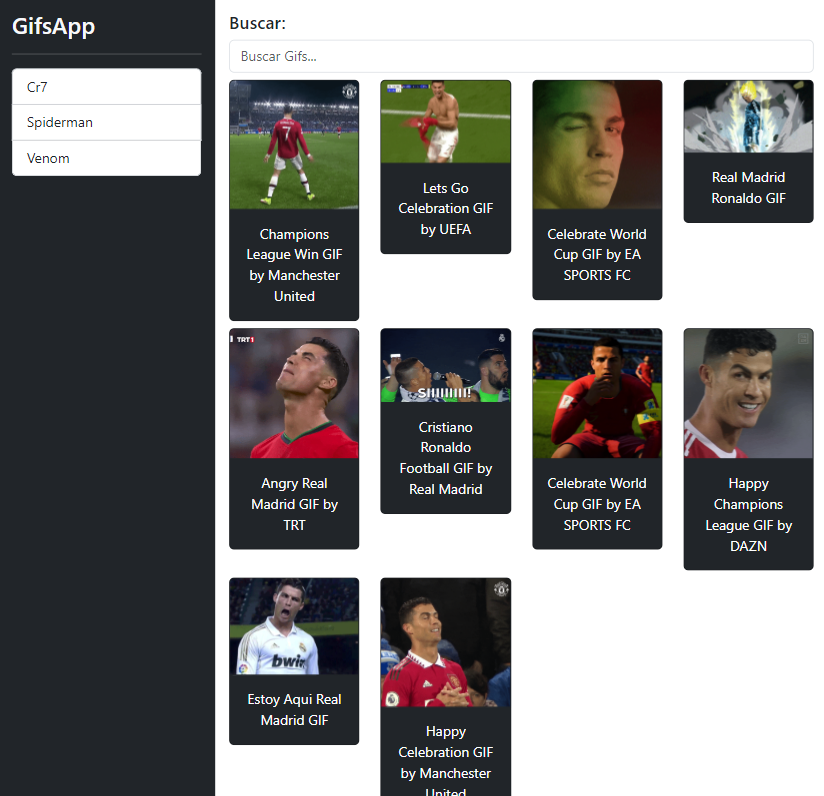 GifsApp
Cr7
Spiderman
Venom
Buscar:
Buscar Gifs...
7
Champions
League Win GIF
by Manchester
United
Lets Go
Celebration GIF
by UEFA
Celebrate World
Cup GIF by EA
SPORTS FC
Real Madrid
Ronaldo GIF
TRT1
Angry Real
Madrid GIF by
TRT
SIIIIIIIII!
Cristiano
Ronaldo
Football GIF by
Real Madrid
Celebrate World
Cup GIF by EA
SPORTS FC
Happy
Champions
League GIF by
DAZN
bwin
Estoy Aqui Real
Madrid GIF
Happy
Celebration GIF
by Manchester
United